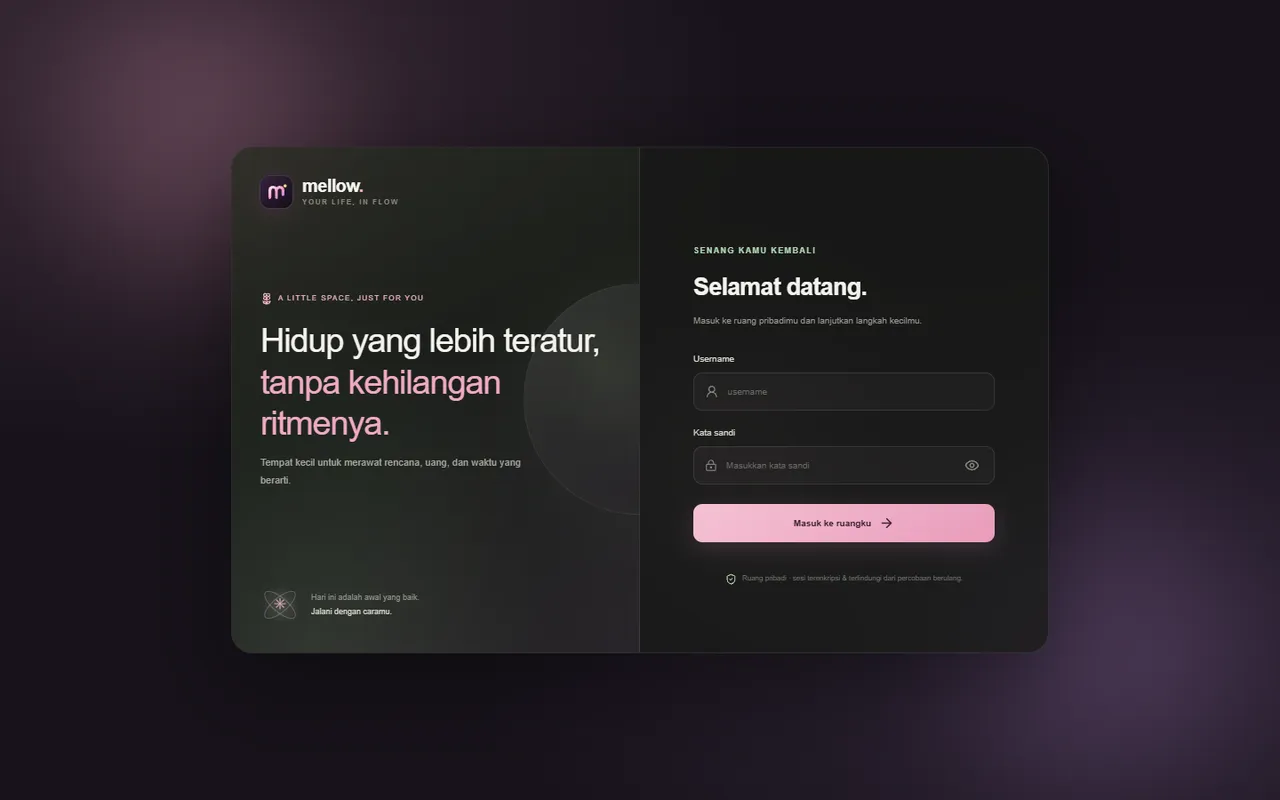 mellow.
YOUR LIFE, IN FLOW
A LITTLE SPACE, JUST FOR YOU
Hidup yang lebih teratur,
tanpa kehilangan
ritmenya.
Tempat kecil untuk merawat rencana, uang, dan waktu yang
berarti.
Hari ini adalah awal yang baik.
Jalani dengan caramu.
SENANG KAMU KEMBALI
Selamat datang.
Masuk ke ruang pribadimu dan lanjutkan langkah kecilmu.
Username
username
Kata sandi
Masukkan kata sandi
Masuk ke ruangku
Ruang pribadi · sesi terenkripsi & terlindungi dari percobaan berulang.